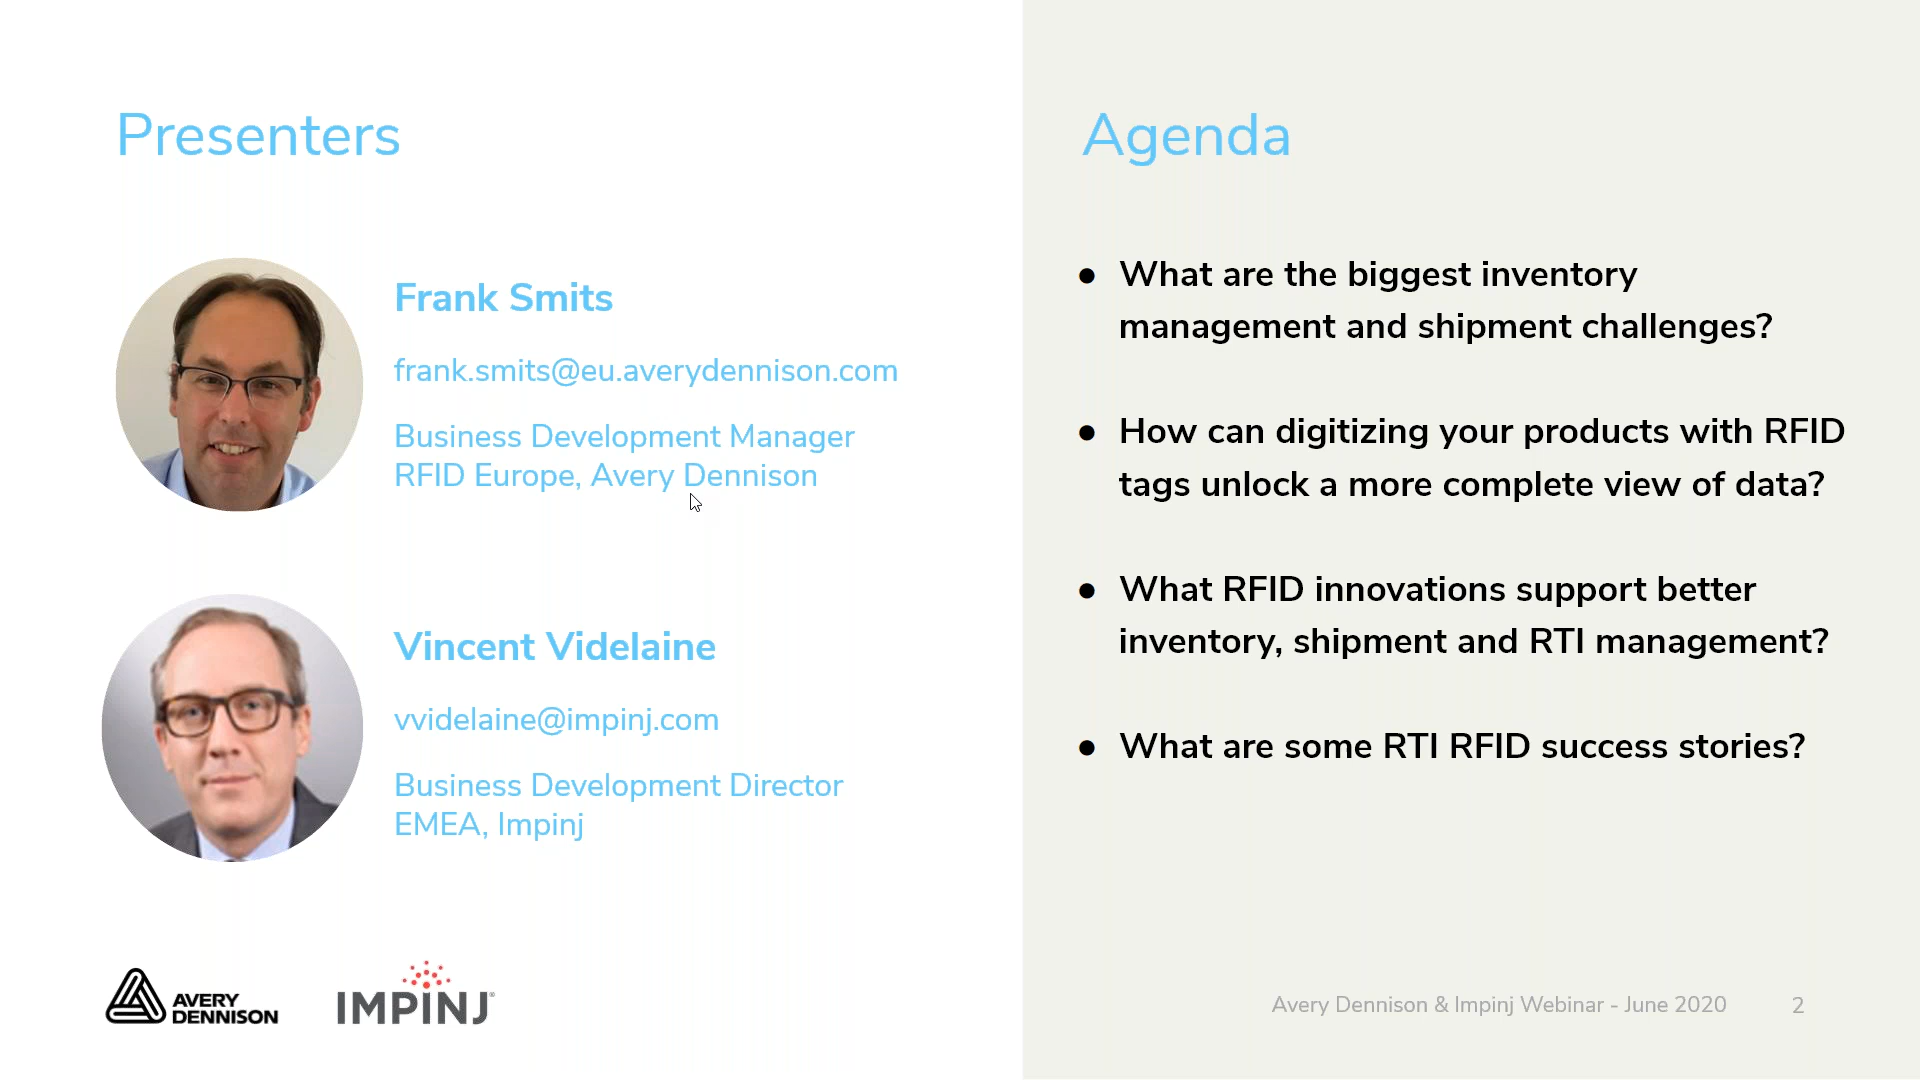 Presenters
Frank Smits
frank.smits@eu.averydennison.com
Business Development Manager
RFID Europe, Avery Dennison
Vincent Videlaine
vvidelaine@impinj.com
Business Development Director
EMEA, Impinj
AVERY
DENNISON
IMPINJ®
Agenda
● What are the biggest inventory
management and shipment challenges?
● How can digitizing your products with RFID
tags unlock a more complete view of data?
● What RFID innovations support better
inventory, shipment and RTI management?
● What are some RTI RFID success stories?
Avery Dennison & Impinj Webinar - June 2020 2